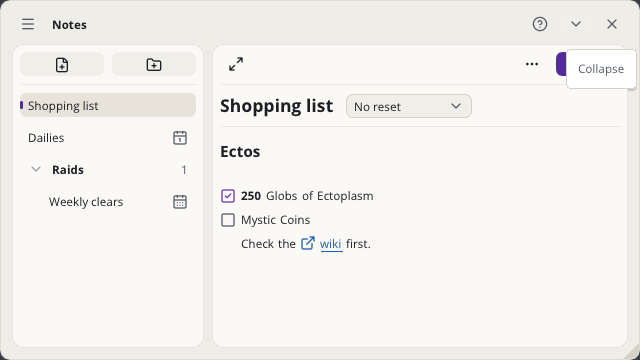 Notes
Collapse
Shopping list
Dailies
Raids 1
Weekly clears
Shopping list No reset
Ectos
250 Globs of Ectoplasm
Mystic Coins
Check the wiki first.